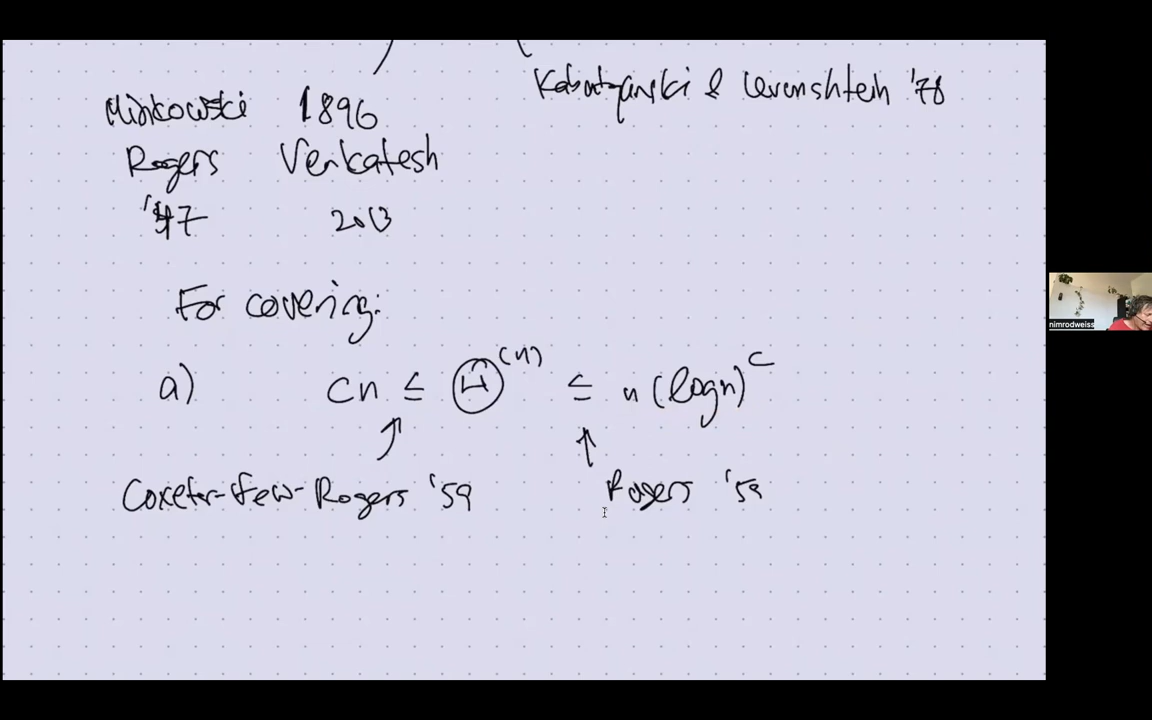 Kabatyanski & Levenshtein '78
Minkowski 1896
Rogers Venkatesh
'47 2013
For covering:
a) cn ≤ Θ^(n) ≤ n(log n)^c
Coxeter-Few-Rogers '59 Rogers '59
nimrodweiss